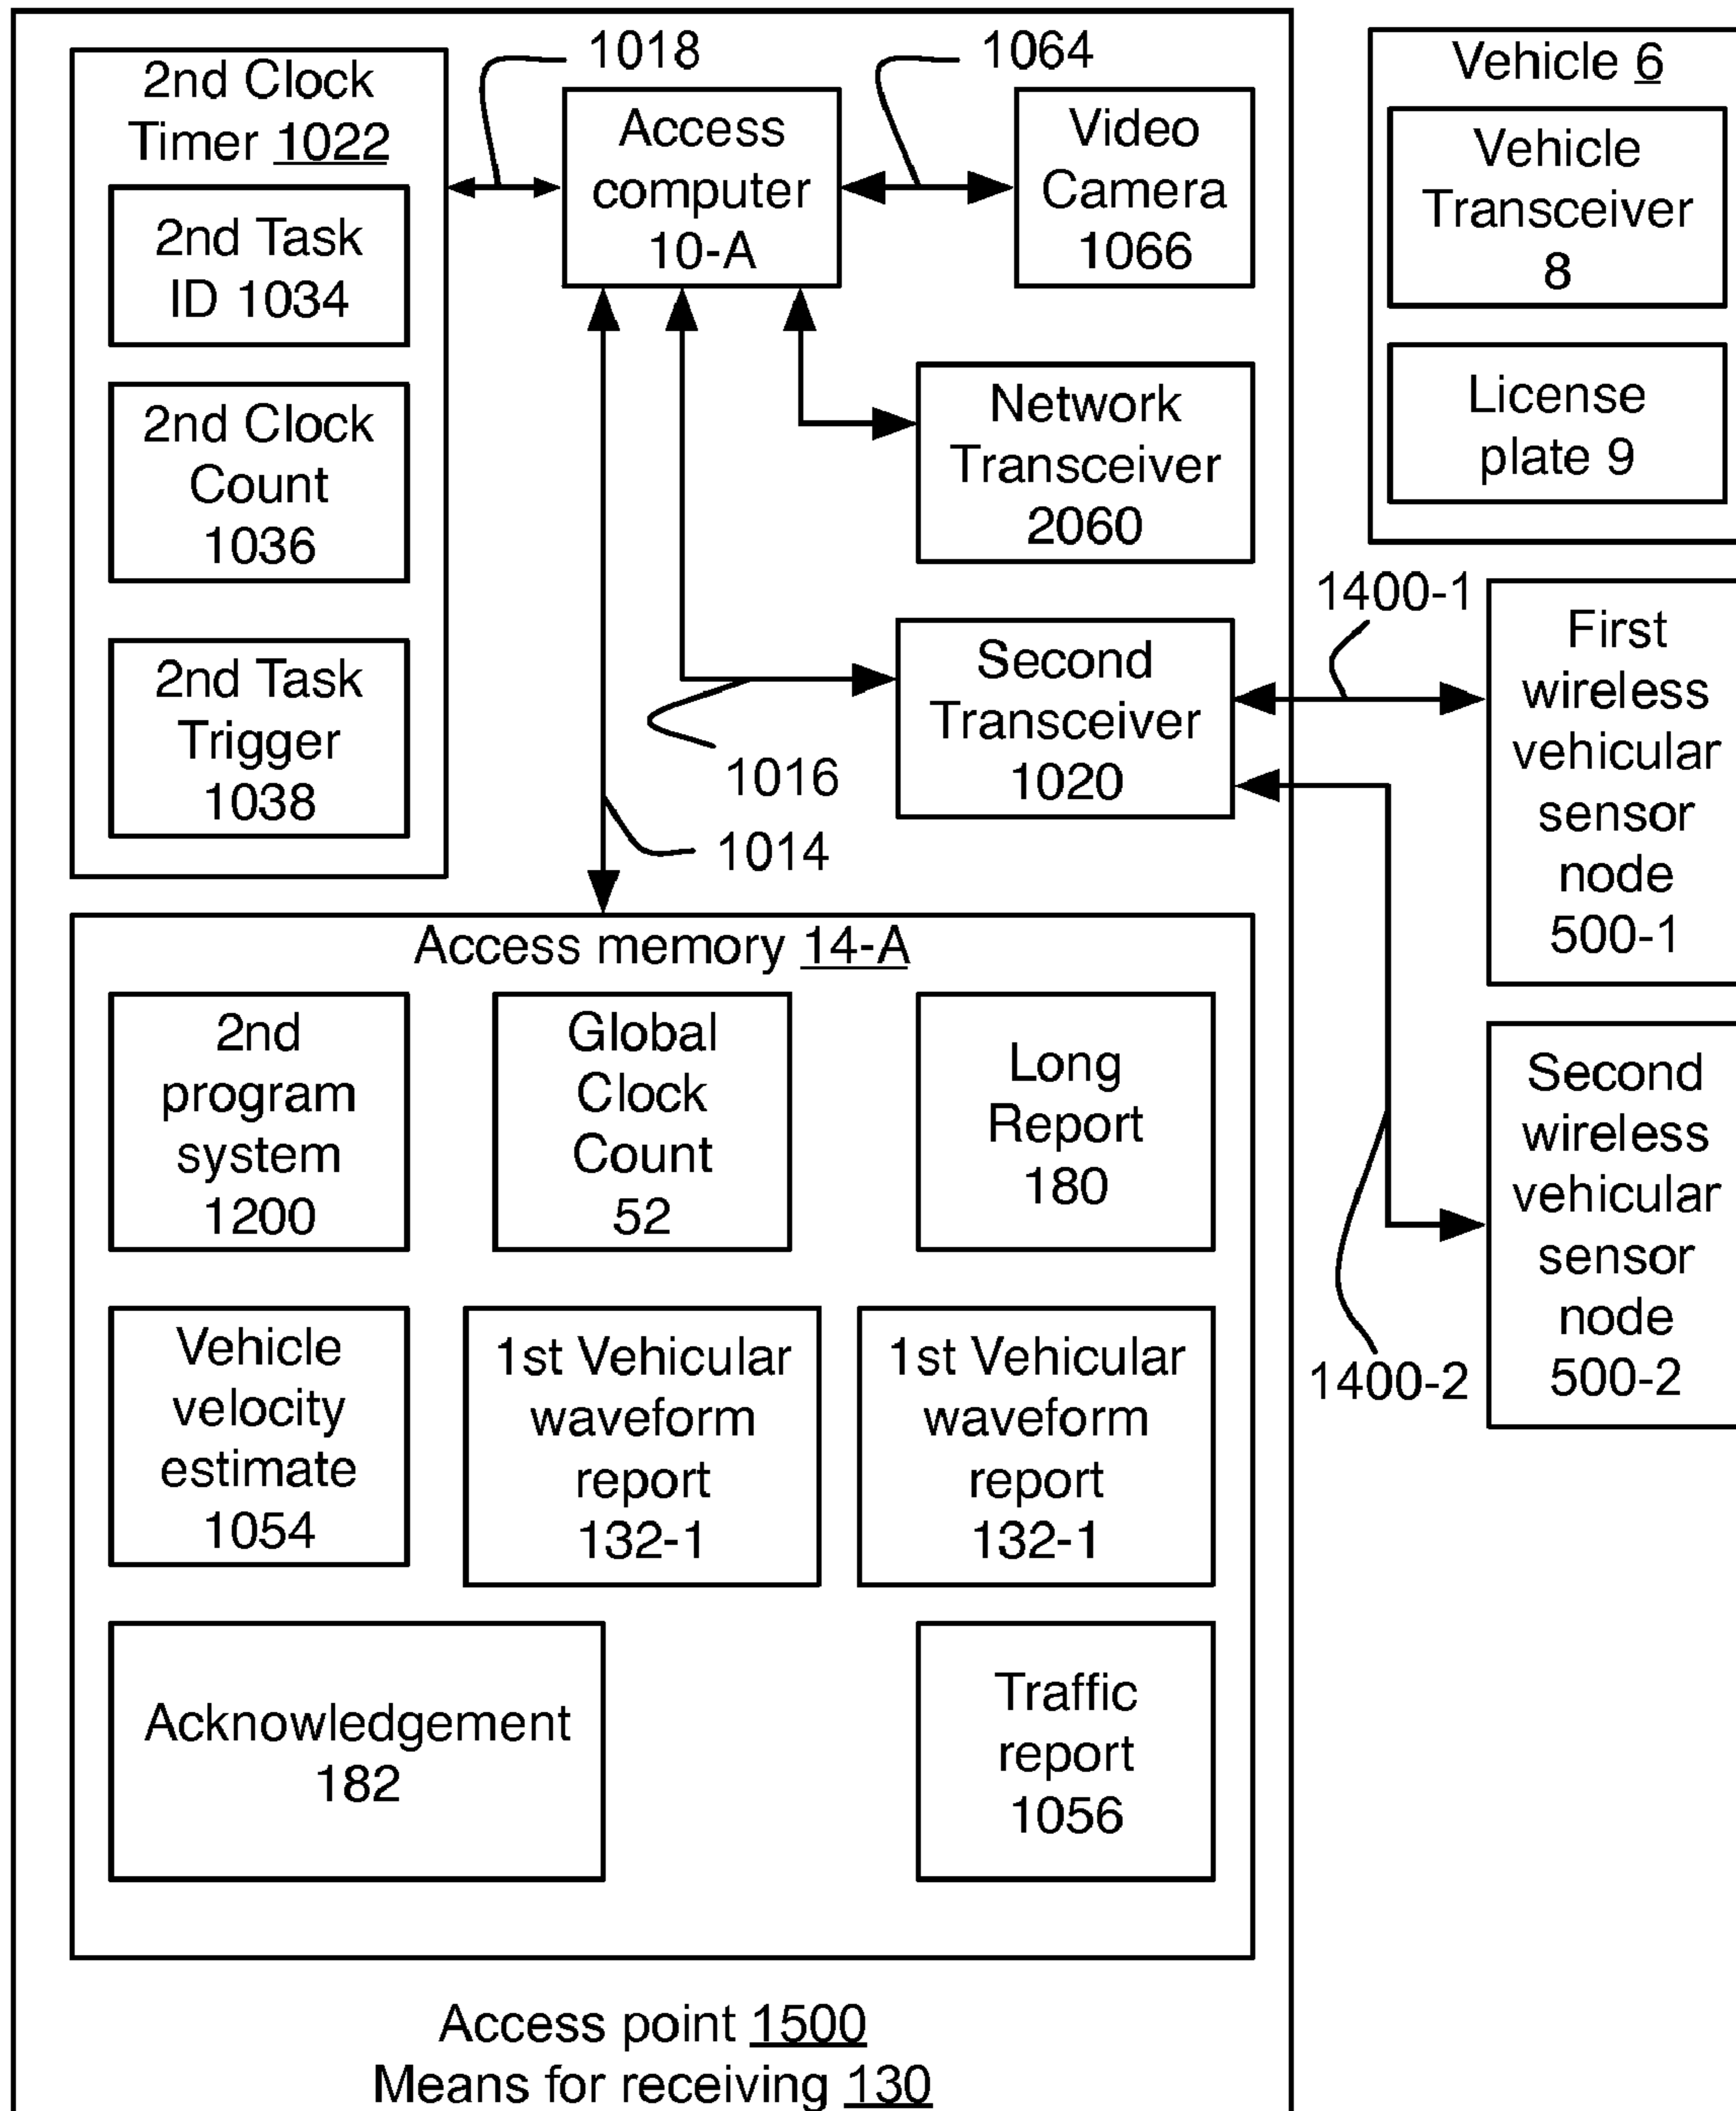 2nd Clock
Timer 1022
2nd Task
ID 1034
2nd Clock
Count
1036
2nd Task
Trigger
1038
1018
Access
computer
10-A
1064
Video
Camera
1066
Network
Transceiver
2060
Second
Transceiver
1020
1016
1014
Vehicle 6
Vehicle
Transceiver
8
License
plate 9
1400-1
First
wireless
vehicular
sensor
node
500-1
1400-2
Second
wireless
vehicular
sensor
node
500-2
Access memory 14-A
2nd
program
system
1200
Global
Clock
Count
52
Long
Report
180
Vehicle
velocity
estimate
1054
1st Vehicular
waveform
report
132-1
1st Vehicular
waveform
report
132-1
Acknowledgement
182
Traffic
report
1056
Access point 1500
Means for receiving 130